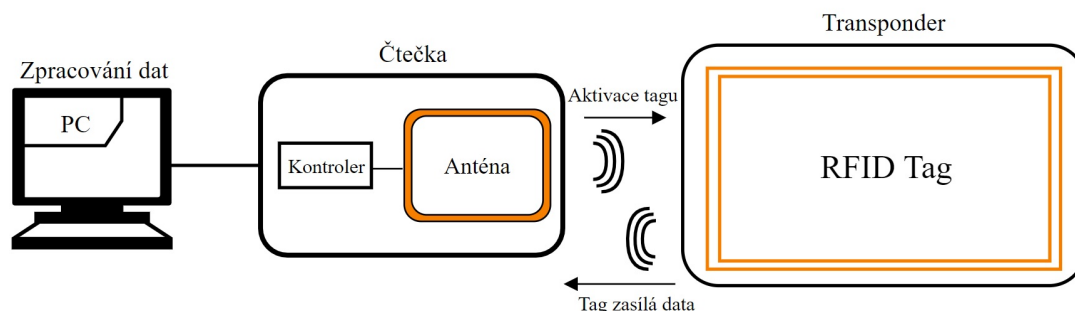 Zpracování dat
PC
Čtečka
Kontroler
Anténa
Aktivace tagu
Tag zasílá data
Transponder
RFID Tag